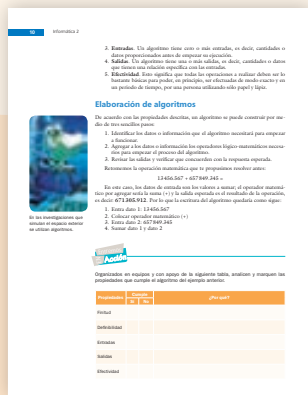 10
Informática 2
3. Entradas. Un algoritmo tiene cero o más entradas, es decir, cantidades o
datos proporcionados antes de empezar su ejecución.
4. Salidas. Un algoritmo tiene una o más salidas, es decir, cantidades o datos
que tienen una relación específica con las entradas.
5. Efectividad. Esto significa que todas las operaciones a realizar deben ser lo
bastante básicas para poder, en principio, ser efectuadas de modo exacto y en
un periodo de tiempo, por una persona utilizando sólo papel y lápiz.
Elaboración de algoritmos
De acuerdo con las propiedades descritas, un algoritmo se puede construir por me-
dio de tres sencillos pasos:
1. Identificar los datos o información que el algoritmo necesitará para empezar
a funcionar.
2. Agregar a los datos o información los operadores lógico-matemáticos necesa-
rios para empezar el proceso del algoritmo.
3. Revisar las salidas y verificar que concuerden con la respuesta esperada.
Retomemos la operación matemática que te propusimos resolver antes:
13456.567 + 657849.345 =
En este caso, los datos de entrada son los valores a sumar; el operador matemá-
tico por agregar sería la suma (+) y la salida esperada es el resultado de la operación,
es decir: 671305.912. Por lo que la escritura del algoritmo quedaría como sigue:
1. Entra dato 1: 13456.567
2. Colocar operador matemático (+)
3. Entra dato 2: 657849.345
4. Sumar dato 1 y dato 2
En las investigaciones que
simulan el espacio exterior
se utilizan algoritmos.
Acción
Organizados en equipos y con apoyo de la siguiente tabla, analicen y marquen las
propiedades que cumple el algoritmo del ejemplo anterior.
Propiedades Cumple ¿Por qué?
Sí No
Finitud
Definibilidad
Entradas
Salidas
Efectividad